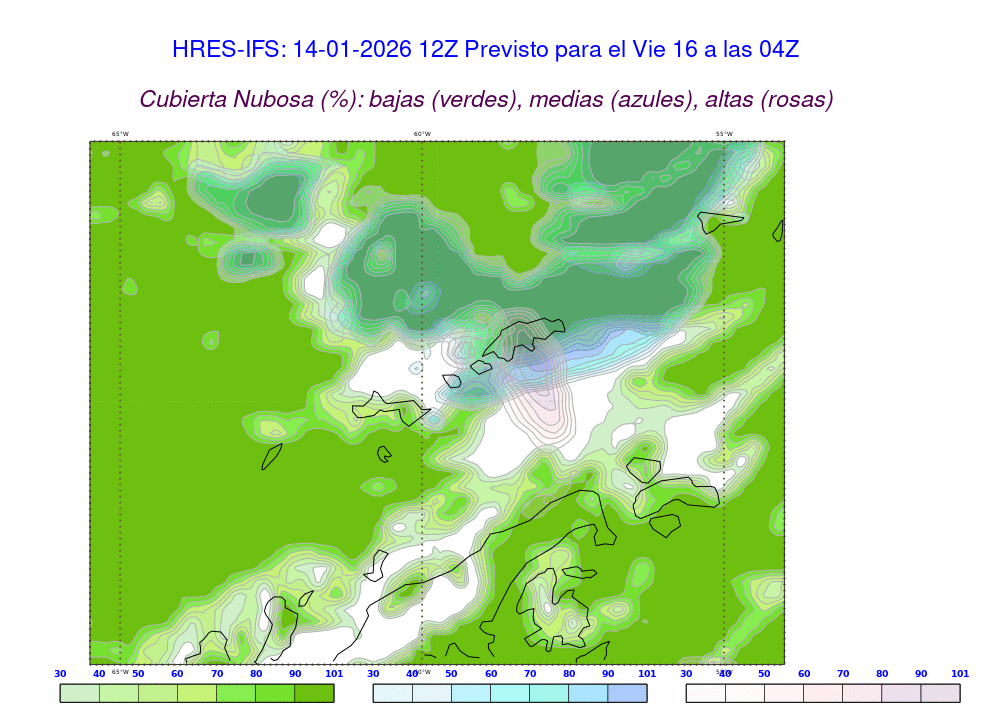 HRES-IFS: 14-01-2026 12Z Previsto para el Vie 16 a las 04Z
Cubierta Nubosa (%): bajas (verdes), medias (azules), altas (rosas)
65°W 60°W 55°W
65°W
30 40 50 60 70 80 90 101 30 50 60 70 80 90 101 30 40 50 60 70 80 90 101